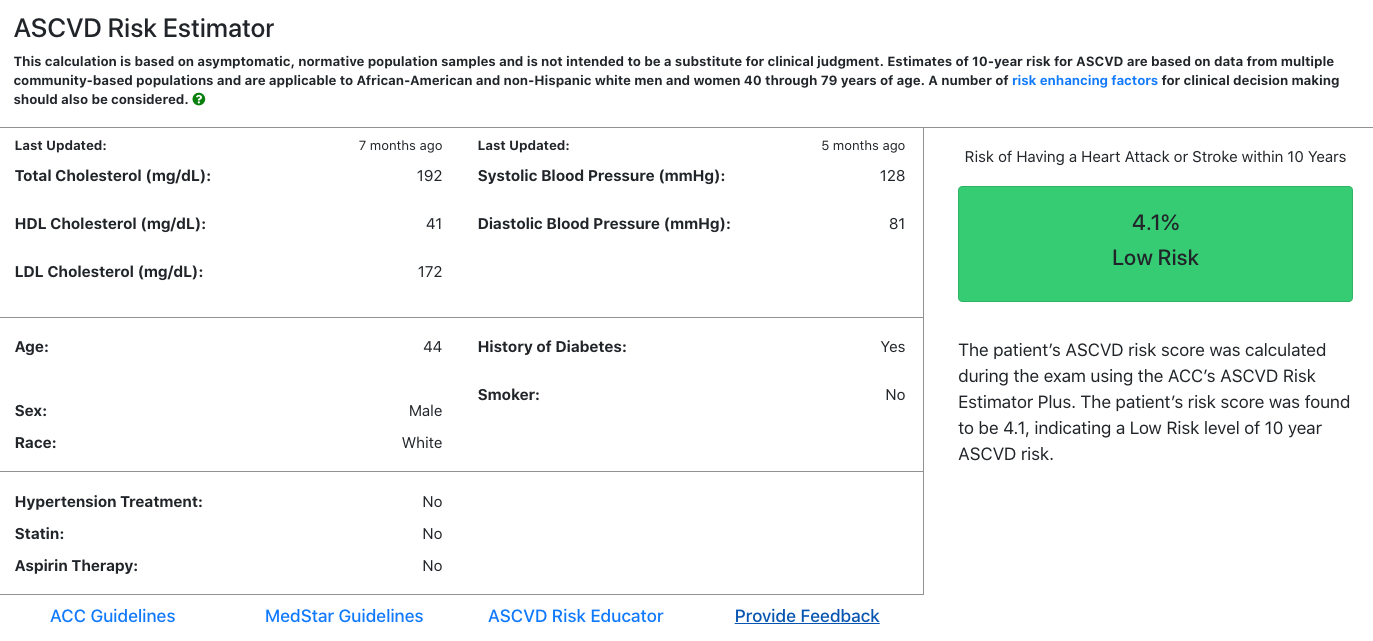 ASCVD Risk Estimator
This calculation is based on asymptomatic, normative population samples and is not intended to be a substitute for clinical judgment. Estimates of 10-year risk for ASCVD are based on data from multiple
community-based populations and are applicable to African-American and non-Hispanic white men and women 40 through 79 years of age. A number of risk enhancing factors for clinical decision making
should also be considered. ?
Last Updated: 7 months ago
Total Cholesterol (mg/dL): 192
HDL Cholesterol (mg/dL): 41
LDL Cholesterol (mg/dL): 172
Last Updated: 5 months ago
Systolic Blood Pressure (mmHg): 128
Diastolic Blood Pressure (mmHg): 81
Age: 44
Sex: Male
Race: White
History of Diabetes: Yes
Smoker: No
Hypertension Treatment: No
Statin: No
Aspirin Therapy: No
Risk of Having a Heart Attack or Stroke within 10 Years
4.1%
Low Risk
The patient’s ASCVD risk score was calculated
during the exam using the ACC’s ASCVD Risk
Estimator Plus. The patient’s risk score was found
to be 4.1, indicating a Low Risk level of 10 year
ASCVD risk.
ACC Guidelines MedStar Guidelines ASCVD Risk Educator Provide Feedback